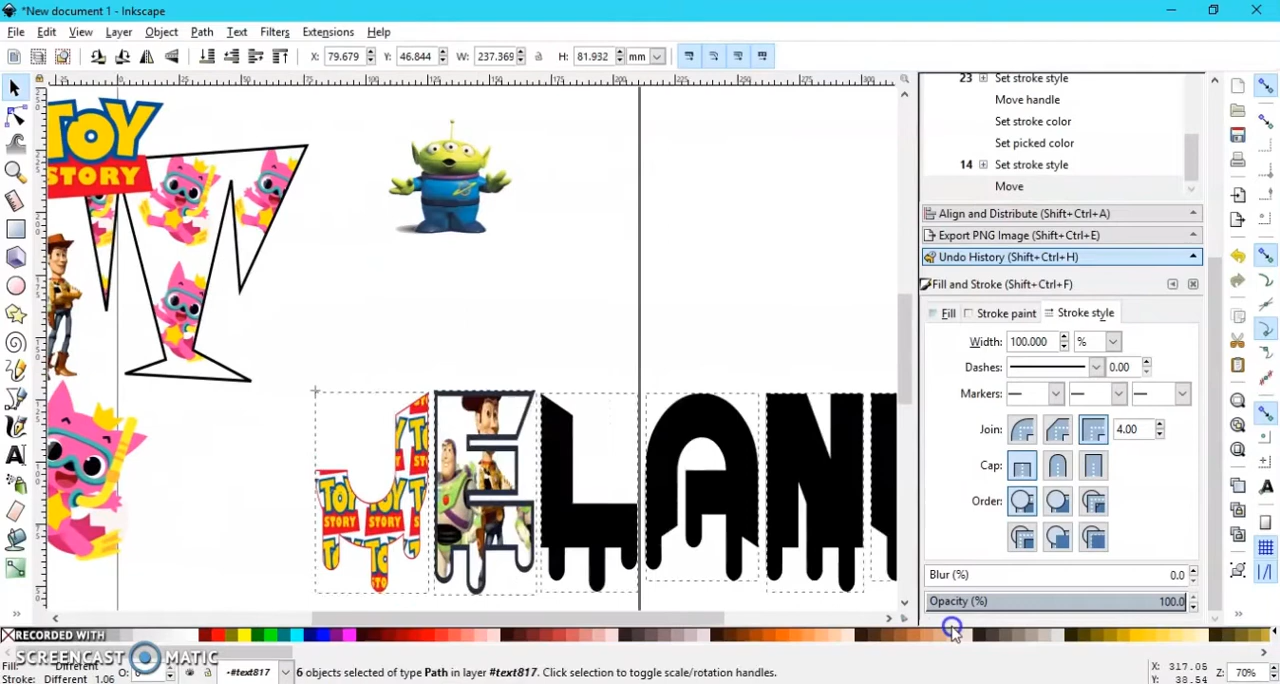 *New document 1 - Inkscape
File Edit View Layer Object Path Text Filters Extensions Help
X: 79.679 Y: 46.844 W: 237.369 H: 81.932 mm
TOY
STORY
23 Set stroke style
Move handle
Set stroke color
Set picked color
14 Set stroke style
Move
Align and Distribute (Shift+Ctrl+A)
Export PNG Image (Shift+Ctrl+E)
Undo History (Shift+Ctrl+H)
Fill and Stroke (Shift+Ctrl+F)
Fill Stroke paint Stroke style
Width: 100.000 %
Dashes: 0.00
Markers:
Join: 4.00
Cap:
Order:
Blur (%) 0.0
Opacity (%) 100.0
JELAN
TOY STORY
RECORDED WITH
SCREENCAST MATIC
Fill: Different
Stroke: Different 1.06
O:
#text817
6 objects selected of type Path in layer #text817. Click selection to toggle scale/rotation handles.
X: 317.05
Y: 38.54
Z: 70%